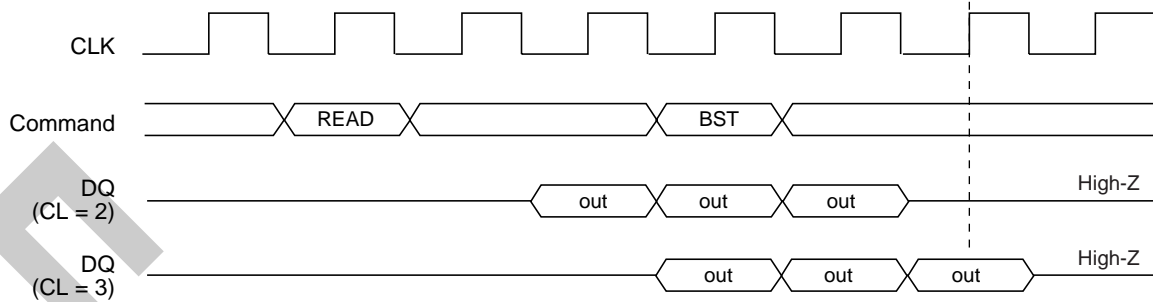 CLK
Command READ BST
DQ
(CL = 2) out out out High-Z
DQ
(CL = 3) out out out High-Z